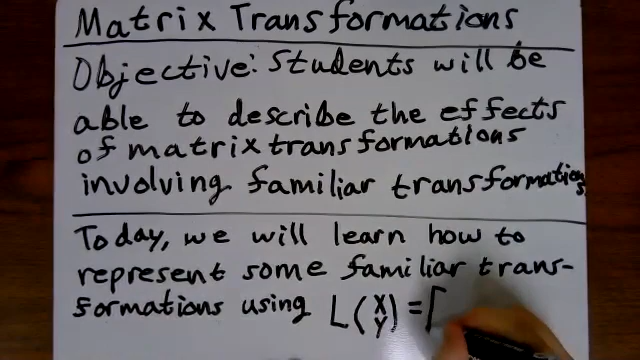 Matrix Transformations
Objective: Students will be
able to describe the effects
of matrix transformations
involving familiar transformations
Today, we will learn how to
represent some familiar trans-
formations using L(X Y) = [